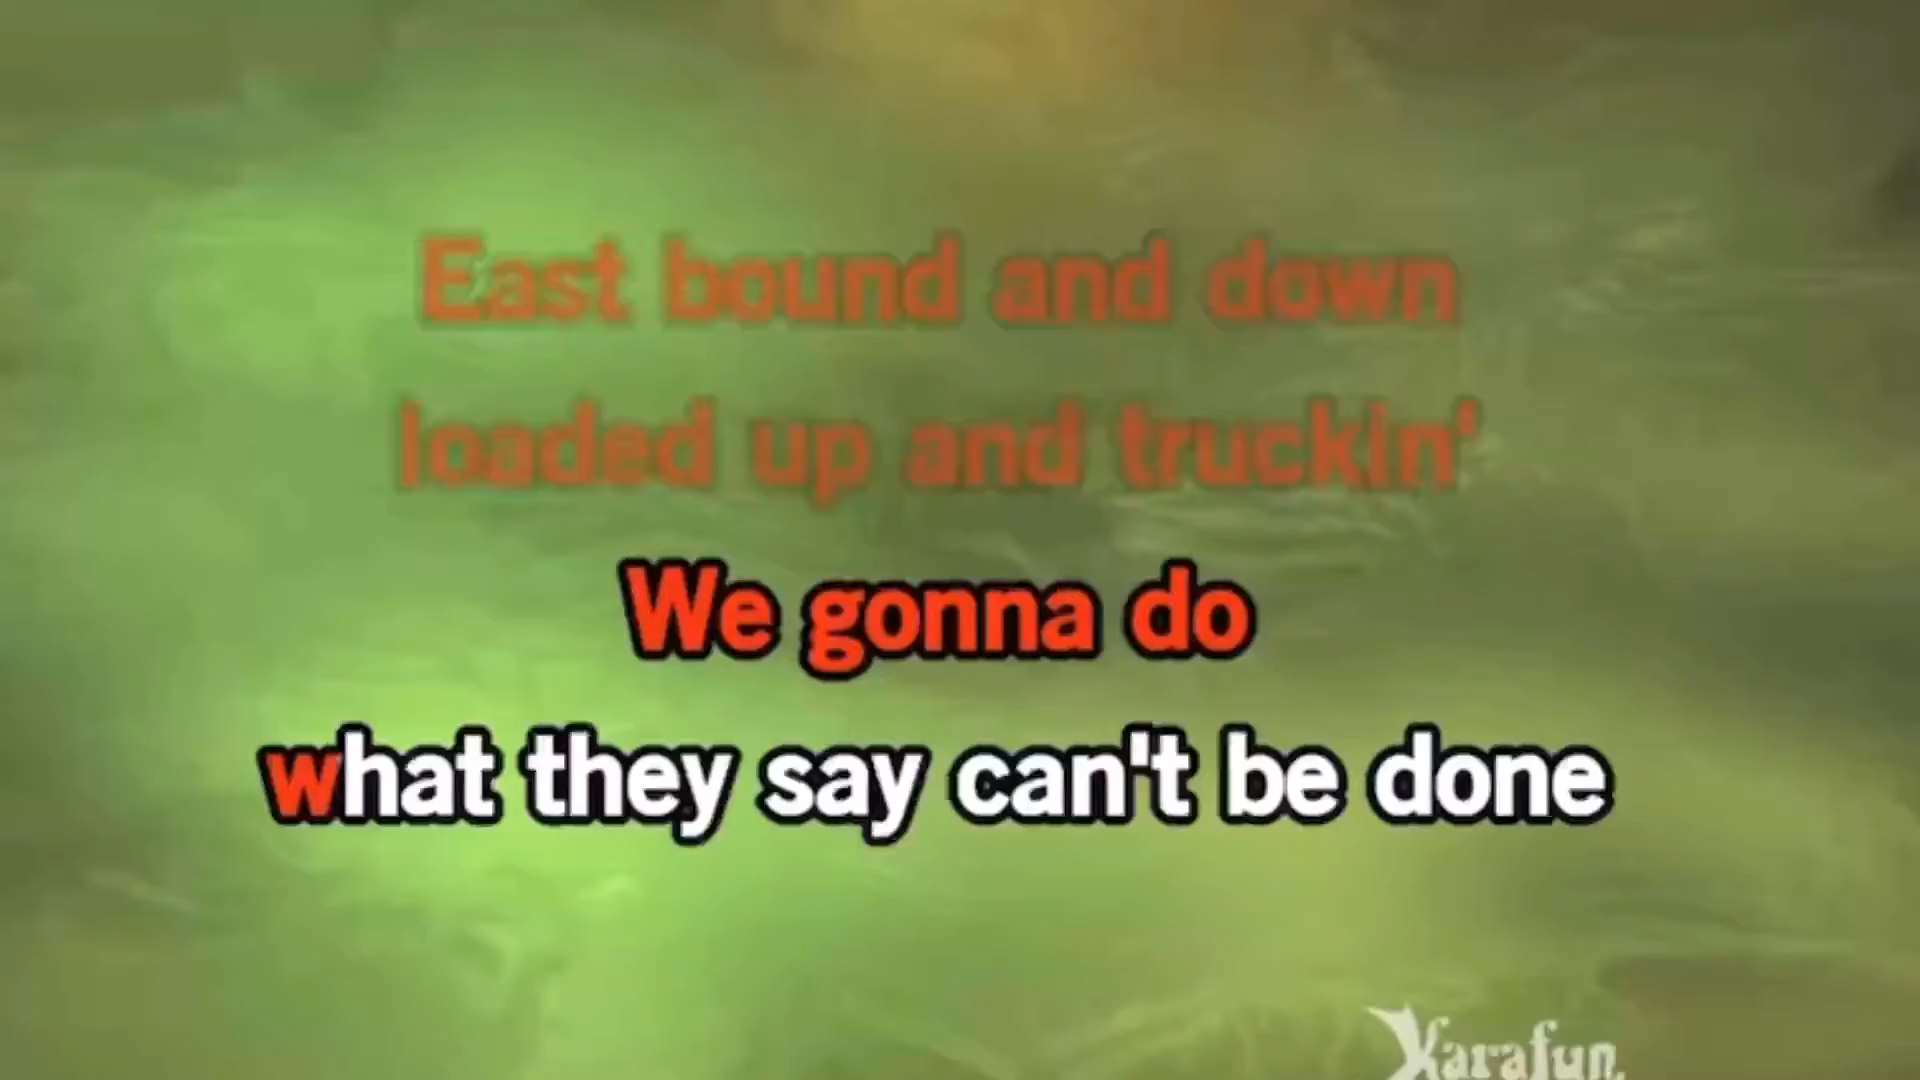 East bound and down
loaded up and truckin'
We gonna do
what they say can't be done
Karafun